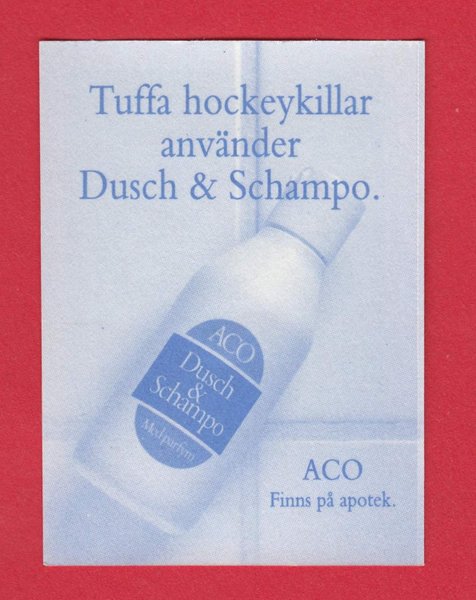 Tuffa hockeykillar
använder
Dusch & Schampo.
ACO
Dusch
&
Schampo
Med parfym
ACO
Finns på apotek.